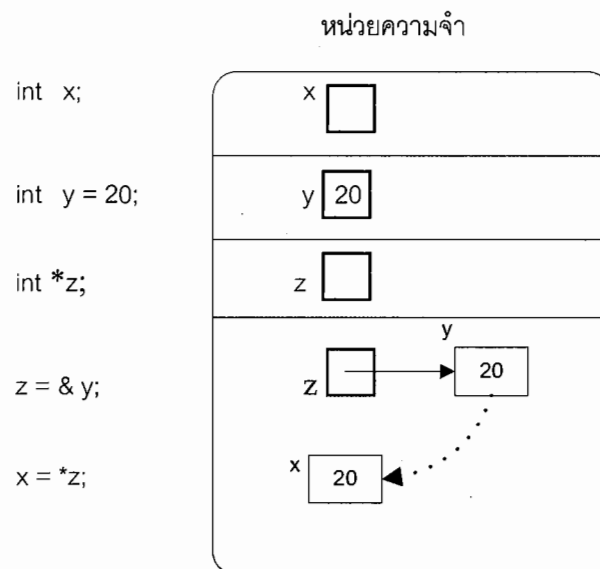 หน่วยความจำ
int x; x
int y = 20; y 20
int *z; z
y
z = & y; z 20
x = *z; x 20